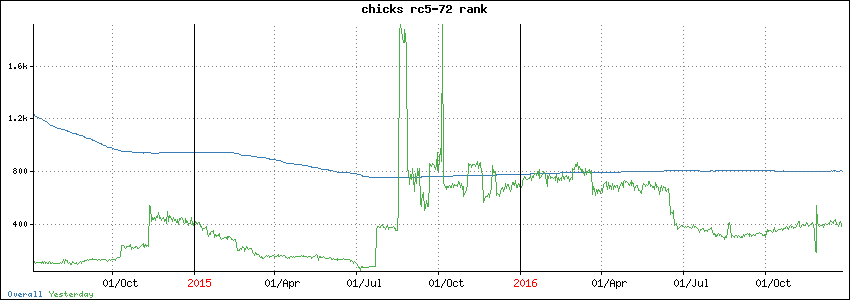 chicks rc5-72 rank
1.6k
1.2k
800
400
01/Oct 2015 01/Apr 01/Jul 01/Oct 2016 01/Apr 01/Jul 01/Oct
Overall Yesterday